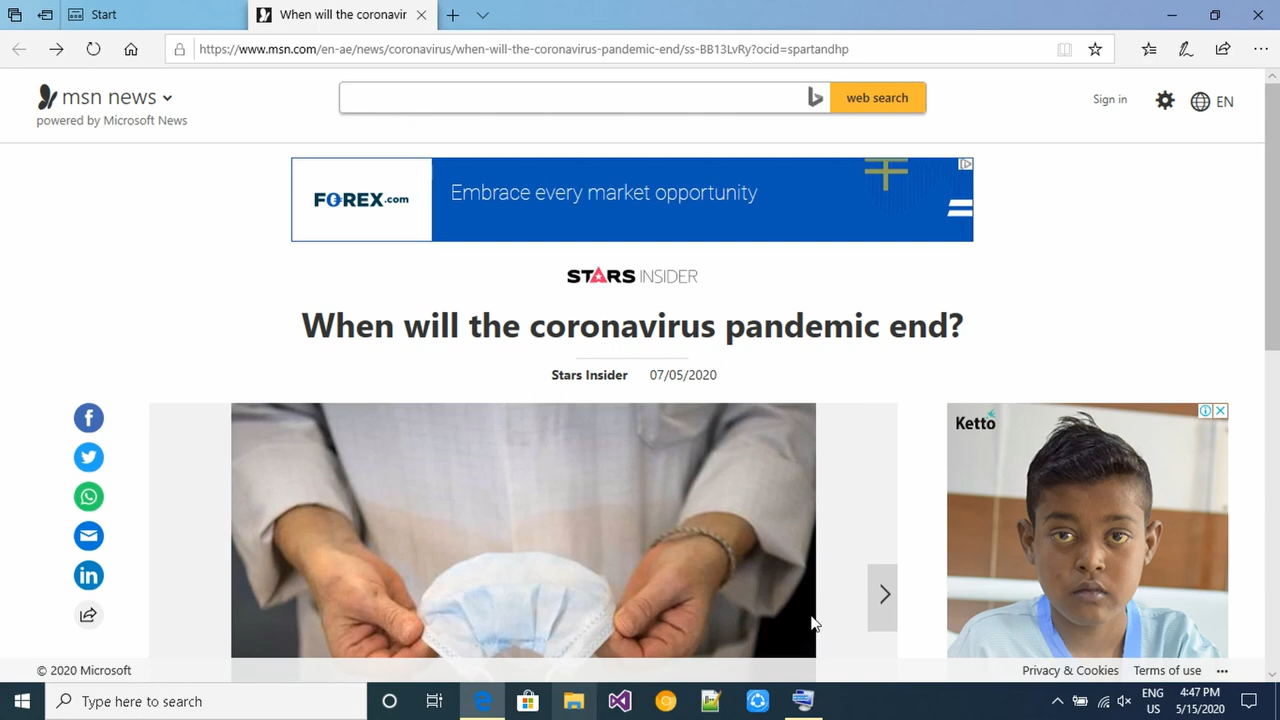 Start
When will the coronavir
https://www.msn.com/en-ae/news/coronavirus/when-will-the-coronavirus-pandemic-end/ss-BB13LvRy?ocid=spartandhp
msn news
powered by Microsoft News
web search
Sign in
EN
FOREX.com
Embrace every market opportunity
STARS INSIDER
When will the coronavirus pandemic end?
Stars Insider 07/05/2020
Ketto
© 2020 Microsoft
Privacy & Cookies
Terms of use
Type here to search
ENG
US
4:47 PM
5/15/2020